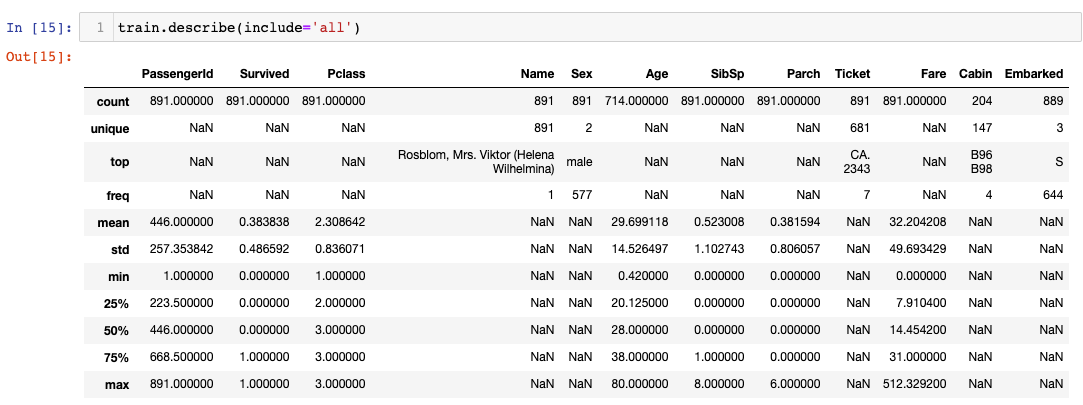 In [15]: 1 train.describe(include='all')
Out[15]:
PassengerId Survived Pclass Name Sex Age SibSp Parch Ticket Fare Cabin Embarked
count 891.000000 891.000000 891.000000 891 891 714.000000 891.000000 891.000000 891 891.000000 204 889
unique NaN NaN NaN 891 2 NaN NaN NaN 681 NaN 147 3
top NaN NaN NaN Rosblom, Mrs. Viktor (Helena Wilhelmina) male NaN NaN NaN CA. 2343 NaN B96 B98 S
freq NaN NaN NaN 1 577 NaN NaN NaN 7 NaN 4 644
mean 446.000000 0.383838 2.308642 NaN NaN 29.699118 0.523008 0.381594 NaN 32.204208 NaN NaN
std 257.353842 0.486592 0.836071 NaN NaN 14.526497 1.102743 0.806057 NaN 49.693429 NaN NaN
min 1.000000 0.000000 1.000000 NaN NaN 0.420000 0.000000 0.000000 NaN 0.000000 NaN NaN
25% 223.500000 0.000000 2.000000 NaN NaN 20.125000 0.000000 0.000000 NaN 7.910400 NaN NaN
50% 446.000000 0.000000 3.000000 NaN NaN 28.000000 0.000000 0.000000 NaN 14.454200 NaN NaN
75% 668.500000 1.000000 3.000000 NaN NaN 38.000000 1.000000 0.000000 NaN 31.000000 NaN NaN
max 891.000000 1.000000 3.000000 NaN NaN 80.000000 8.000000 6.000000 NaN 512.329200 NaN NaN